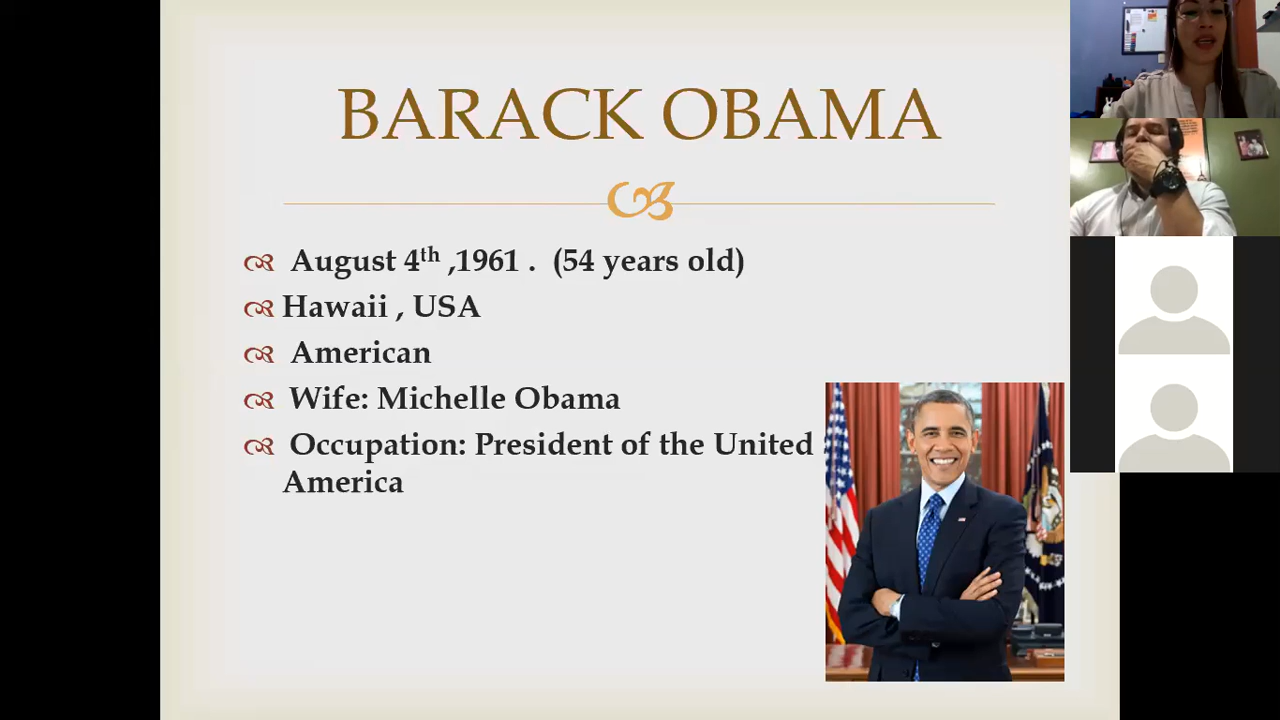 BARACK OBAMA
August 4th ,1961 . (54 years old)
Hawaii , USA
American
Wife: Michelle Obama
Occupation: President of the United
America